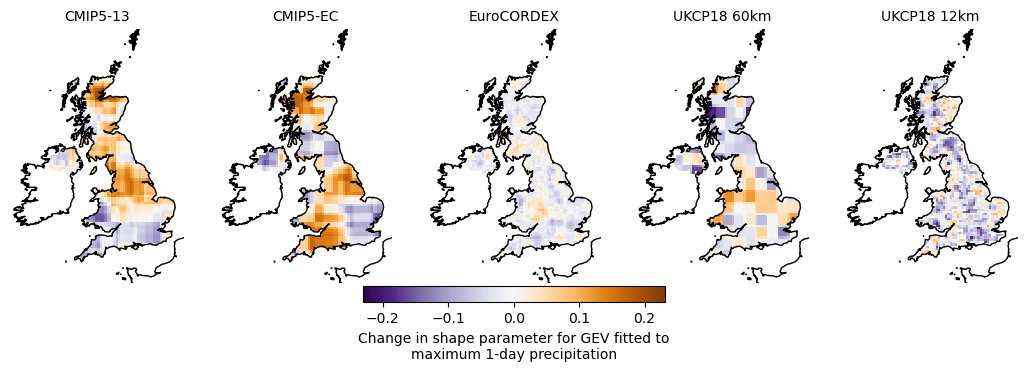 CMIP5-13
CMIP5-EC
EuroCORDEX
UKCP18 60km
UKCP18 12km
−0.2
−0.1
0.0
0.1
0.2
Change in shape parameter for GEV fitted to
maximum 1-day precipitation